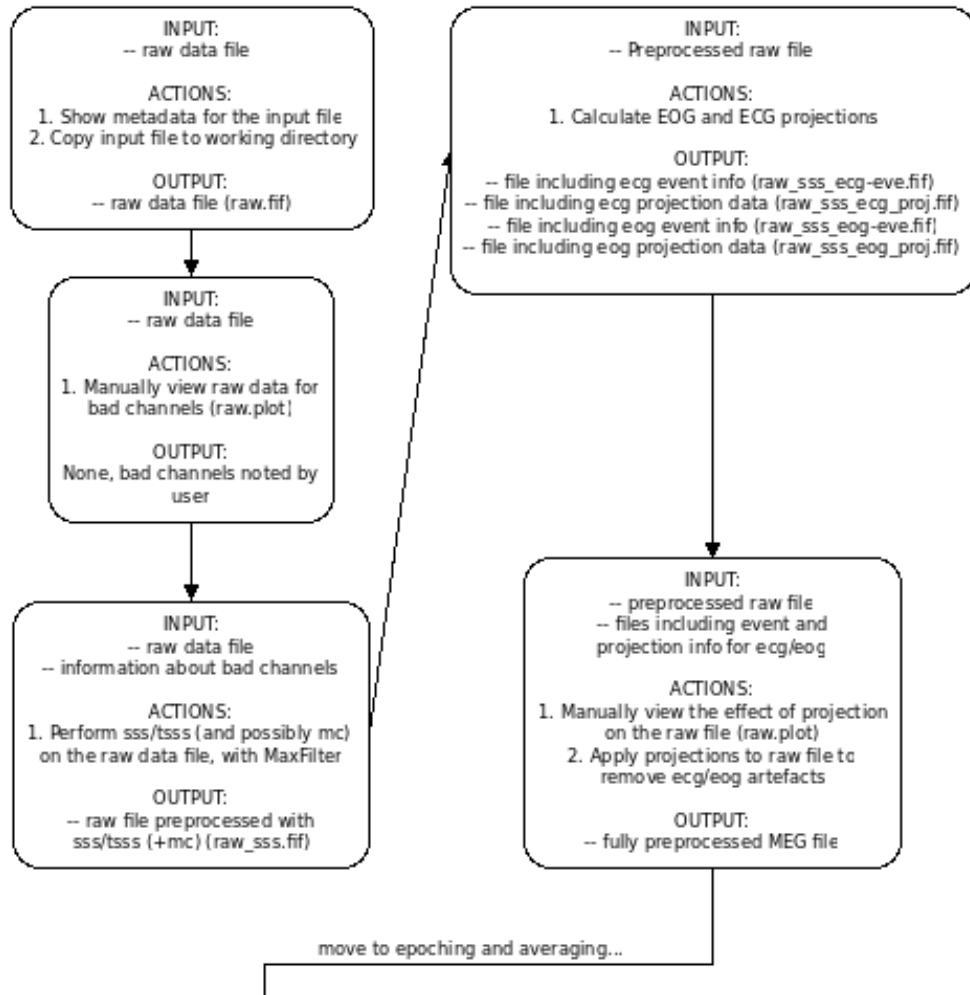 INPUT:
-- raw data file
ACTIONS:
1. Show metadata for the input file
2. Copy input file to working directory
OUTPUT:
-- raw data file (raw.fif)
INPUT:
-- raw data file
ACTIONS:
1. Manually view raw data for
bad channels (raw.plot)
OUTPUT:
None, bad channels noted by
user
INPUT:
-- raw data file
-- information about bad channels
ACTIONS:
1. Perform sss/tsss (and possibly mc)
on the raw data file, with MaxFilter
OUTPUT:
-- raw file preprocessed with
sss/tsss (+mc) (raw_sss.fif)
INPUT:
-- Preprocessed raw file
ACTIONS:
1. Calculate EOG and ECG projections
OUTPUT:
-- file including ecg event info (raw_sss_ecg-eve.fif)
-- file including ecg projection data (raw_sss_ecg_proj.fif)
-- file including eog event info (raw_sss_eog-eve.fif)
-- file including eog projection data (raw_sss_eog_proj.fif)
INPUT:
-- preprocessed raw file
-- files including event and
projection info for ecg/eog
ACTIONS:
1. Manually view the effect of projection
on the raw file (raw.plot)
2. Apply projections to raw file to
remove ecg/eog artefacts
OUTPUT:
-- fully preprocessed MEG file
move to epoching and averaging...